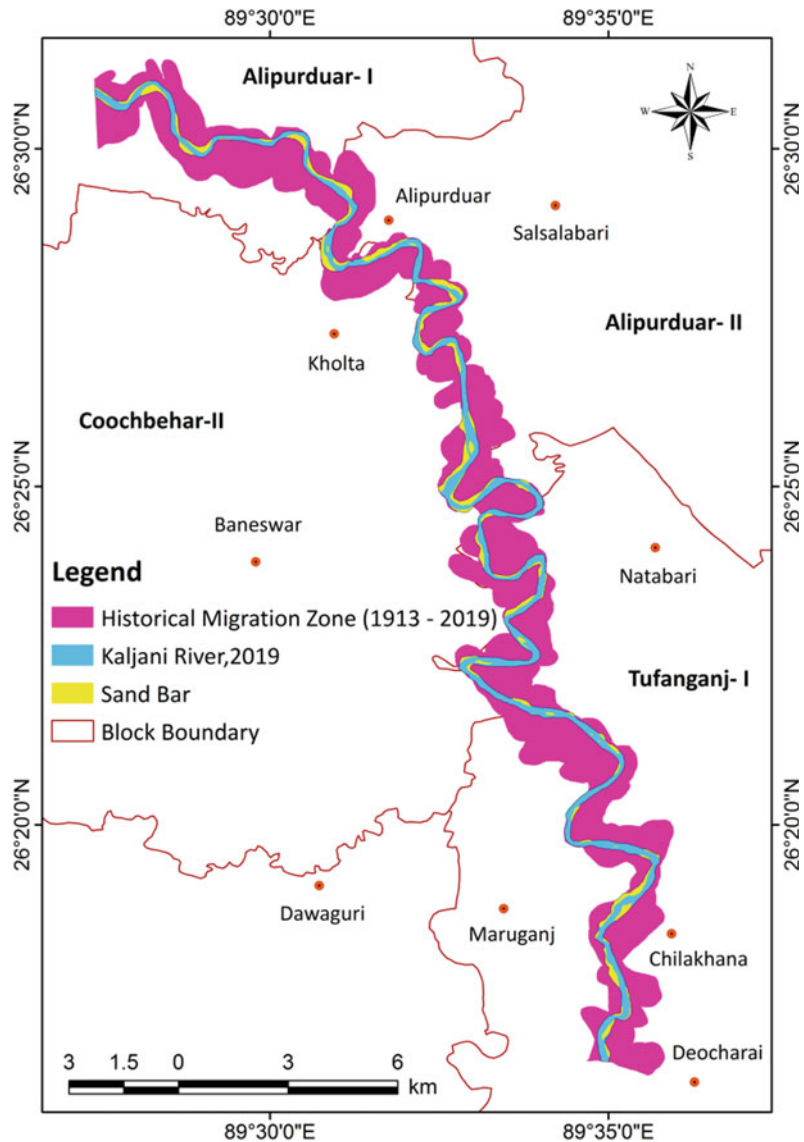 89°30'0"E
89°35'0"E
Alipurduar- I
N
W
E
S
26°30'0"N
26°30'0"N
Alipurduar
Salsalabari
Alipurduar- II
Kholta
Coochbehar-II
26°25'0"N
26°25'0"N
Baneswar
Natabari
Legend
Historical Migration Zone (1913 - 2019)
Kaljani River,2019
Sand Bar
Block Boundary
Tufanganj- I
26°20'0"N
26°20'0"N
Dawaguri
Maruganj
Chilakhana
Deocharai
3 1.5 0 3 6
km
89°30'0"E
89°35'0"E